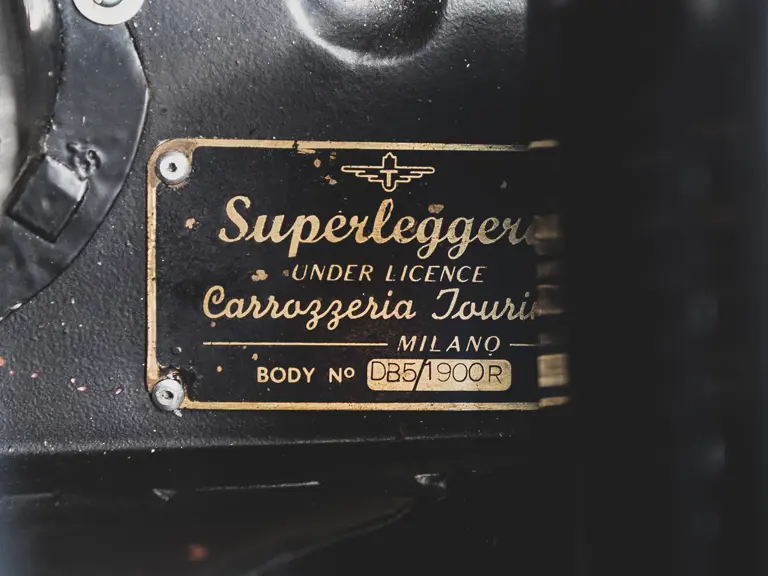 T
Superlegger
UNDER LICENCE
Carrozzeria Touri
MILANO
BODY Nº DB5/1900R